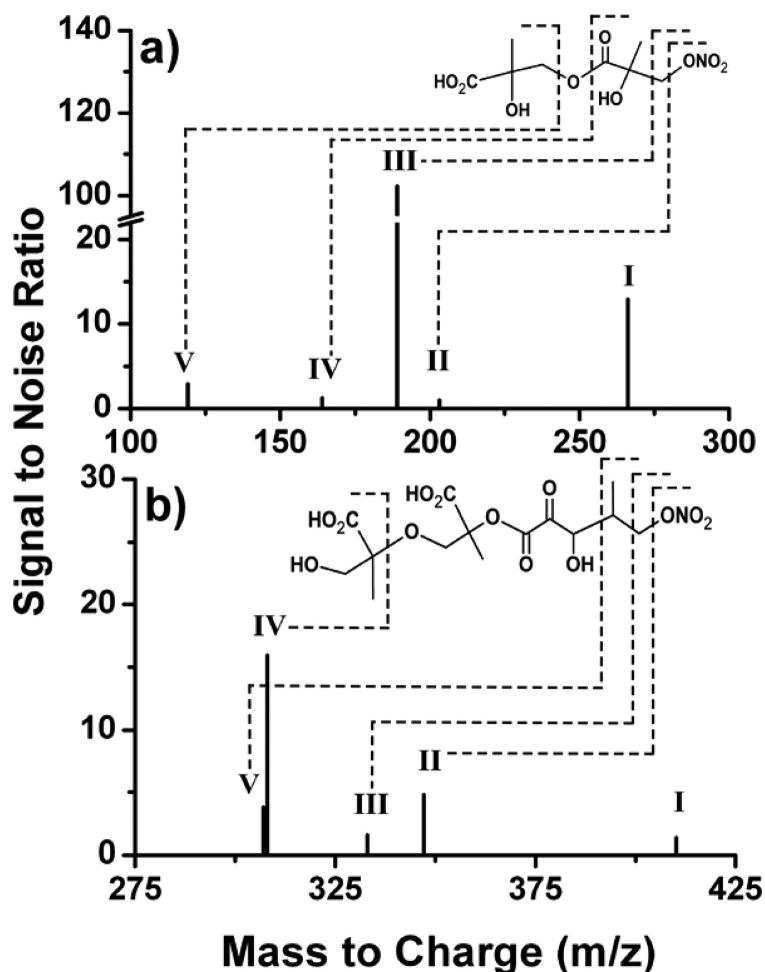 Signal to Noise Ratio
a)
140
120
100
20
10
0
HO₂C
OH
O
O
HO
ONO₂
III
I
V
IV
II
100
150
200
250
300
b)
30
20
10
0
HO₂C
HO
O
HO₂C
O
O
O
OH
ONO₂
IV
V
III
II
I
275
325
375
425
Mass to Charge (m/z)